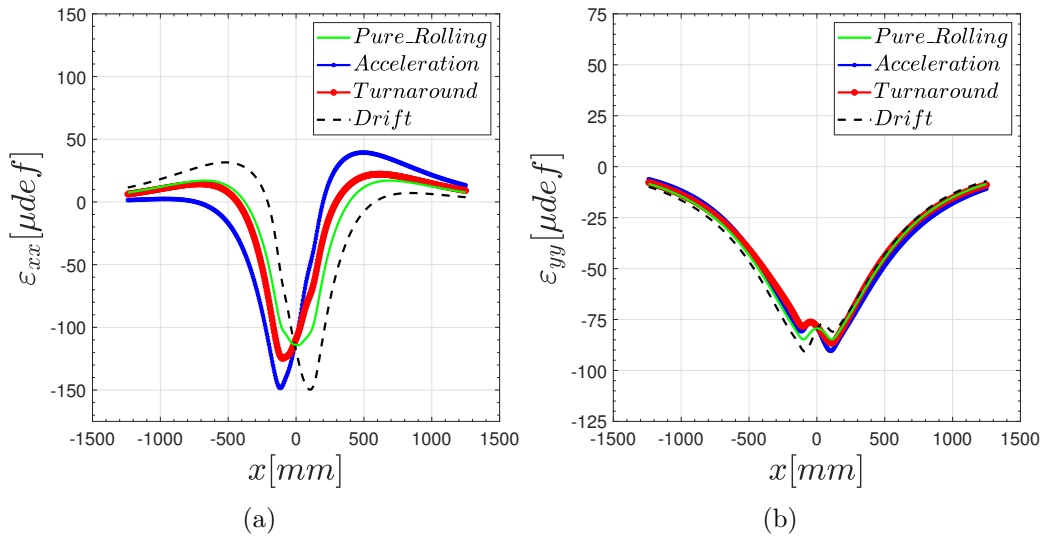 150
100
50
0
-50
-100
-150
-1500
-1000
-500
0
500
1000
1500
εxx[μdef]
x[mm]
Pure_Rolling
Acceleration
Turnaround
Drift
(a)
75
50
25
0
-25
-50
-75
-100
-125
-1500
-1000
-500
0
500
1000
1500
εyy[μdef]
x[mm]
Pure_Rolling
Acceleration
Turnaround
Drift
(b)